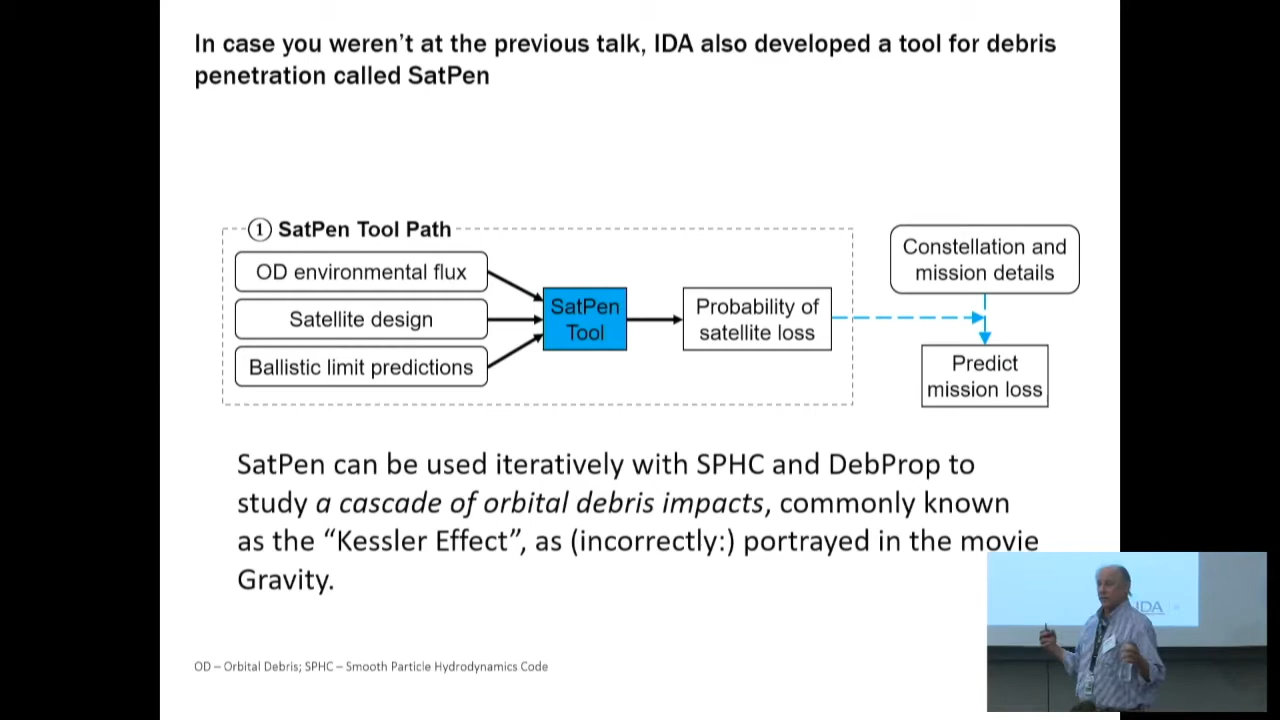 In case you weren't at the previous talk, IDA also developed a tool for debris
penetration called SatPen
① SatPen Tool Path
OD environmental flux
Satellite design
Ballistic limit predictions
SatPen
Tool
Probability of
satellite loss
Constellation and
mission details
Predict
mission loss
SatPen can be used iteratively with SPHC and DebProp to
study a cascade of orbital debris impacts, commonly known
as the “Kessler Effect”, as (incorrectly:) portrayed in the movie
Gravity.
OD – Orbital Debris; SPHC – Smooth Particle Hydrodynamics Code
IDA